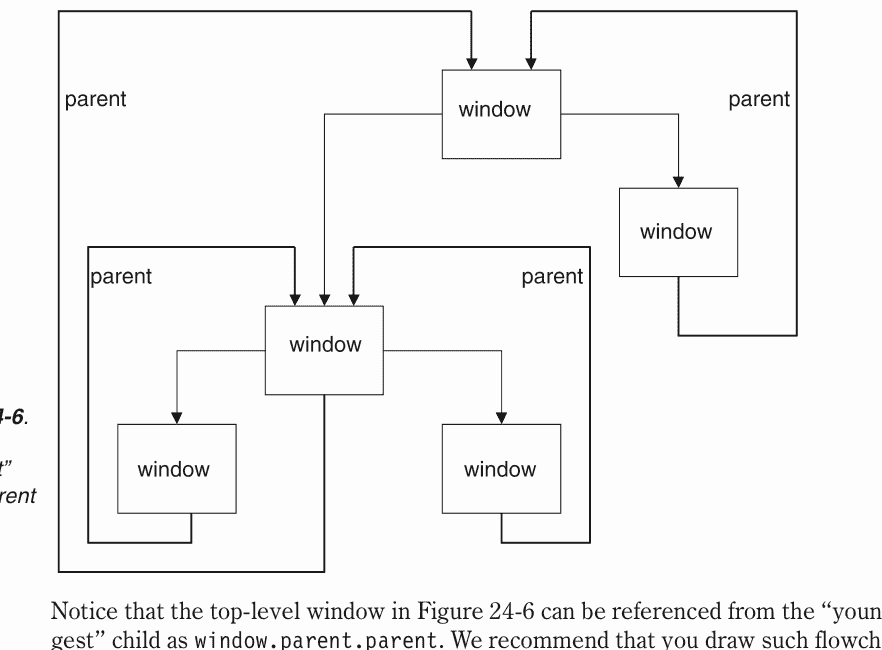 parent
window
parent
window
parent
parent
window
window
window
4-6.
t”
rent
Notice that the top-level window in Figure 24-6 can be referenced from the “youn
gest” child as window.parent.parent. We recommend that you draw such flowch